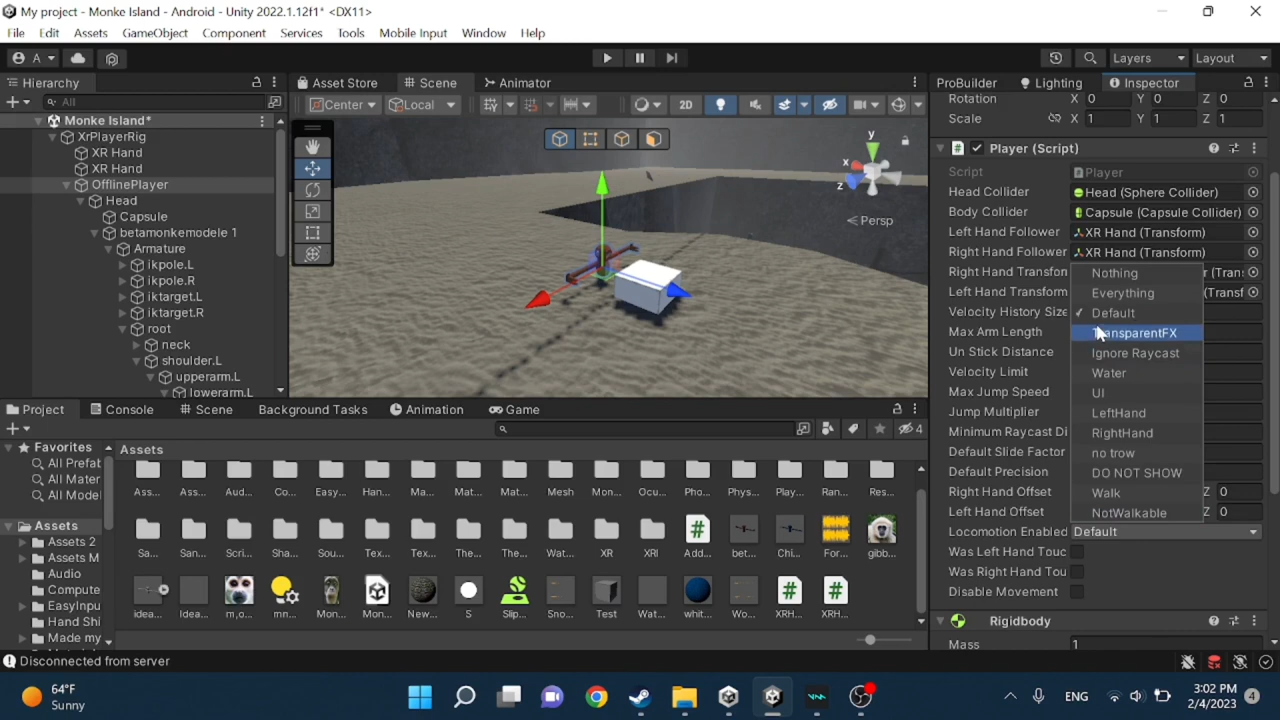 My project - Monke Island - Android - Unity 2022.1.12f1* <DX11>
File Edit Assets GameObject Component Services Tools Mobile Input Window Help
A Layers Layout
Hierarchy Asset Store Scene Animator ProBuilder Lighting Inspector
All Center Local 2D
Rotation X 0 Y 0 Z 0
Scale X 1 Y 1 Z 1
Monke Island*
XrPlayerRig
XR Hand
XR Hand
OfflinePlayer
Head
Capsule
betamonkemodele 1
Armature
ikpole.L
ikpole.R
iktarget.L
iktarget.R
root
neck
shoulder.L
upperarm.L
lowerarm.L
y
x
z
Persp
Player (Script)
Script Player
Head Collider Head (Sphere Collider)
Body Collider Capsule (Capsule Collider)
Left Hand Follower XR Hand (Transform)
Right Hand Follower XR Hand (Transform)
Right Hand Transfon r (Tran:
Left Hand Transform (Transf
Velocity History Size
Max Arm Length
Un Stick Distance
Velocity Limit
Max Jump Speed
Jump Multiplier
Minimum Raycast Di
Default Slide Factor
Default Precision
Right Hand Offset Z 0
Left Hand Offset Z 0
Locomotion Enabled Default
Was Left Hand Touc
Was Right Hand Tou
Disable Movement
Nothing
Everything
Default
TransparentFX
Ignore Raycast
Water
UI
LeftHand
RightHand
no trow
DO NOT SHOW
Walk
NotWalkable
Rigidbody
Mass 1
Project Console Scene Background Tasks Animation Game
4
Favorites
All Prefat
All Mater
All Model
Assets
Assets 2
Assets M
Audio
Compute
EasyInpu
Hand Shi
Made my
Assets
Ass... Ass... Aud... Co... Easy... Han... Ma... Mat... Mat... Mesh Mon... Ocu... Pho... Phys... Play... Ran... Res...
Sa... San... Scri... Sha... Sou... Tex... Tex... The... The... Wat... XR XRI Add... bet... Chi... For... gibb...
idea... Idea... m,o... mn... Mon... Mon... New... S Slip... Sno... Test Wat... whit... Wo... XRH... XRH...
Disconnected from server
64°F
Sunny
ENG
3:02 PM
2/4/2023
4